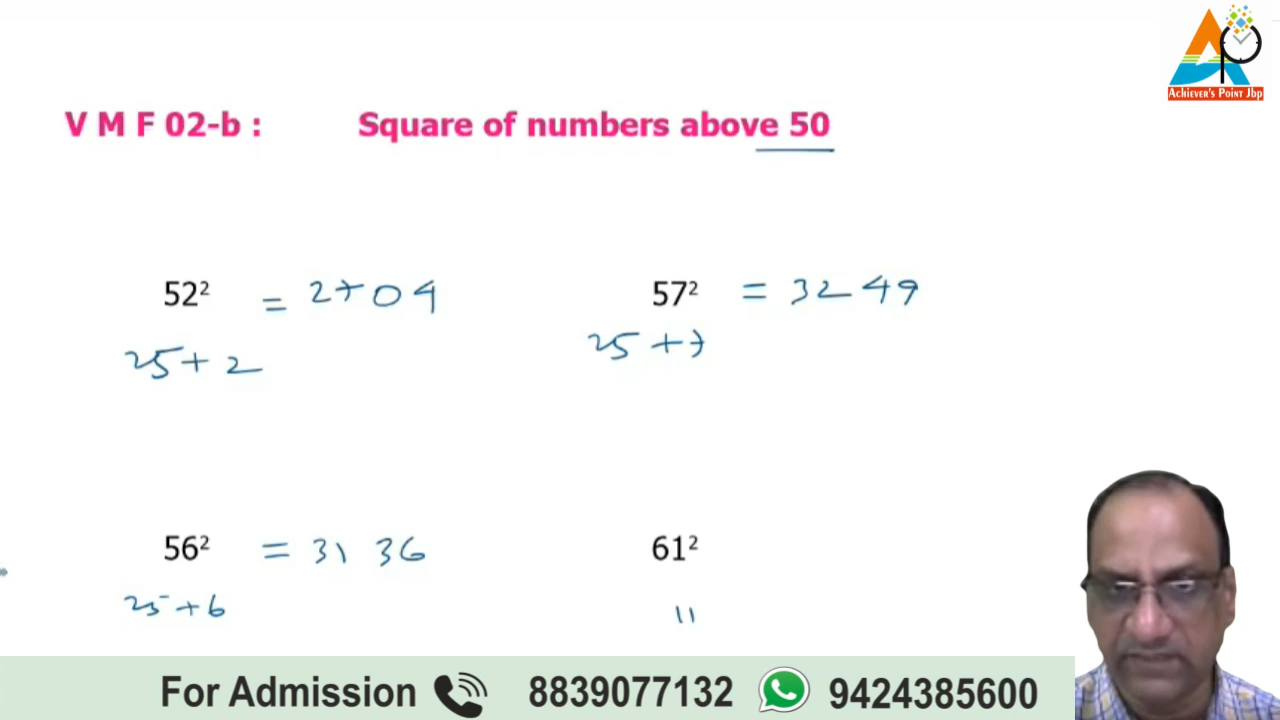 ACHIEVER'S POINT Jbp
V M F 02-b : Square of numbers above 50
52² = 2704 57² = 3249
25 + 2 25 + 7
56² = 3136 61²
25 + 6 11
For Admission 8839077132 9424385600